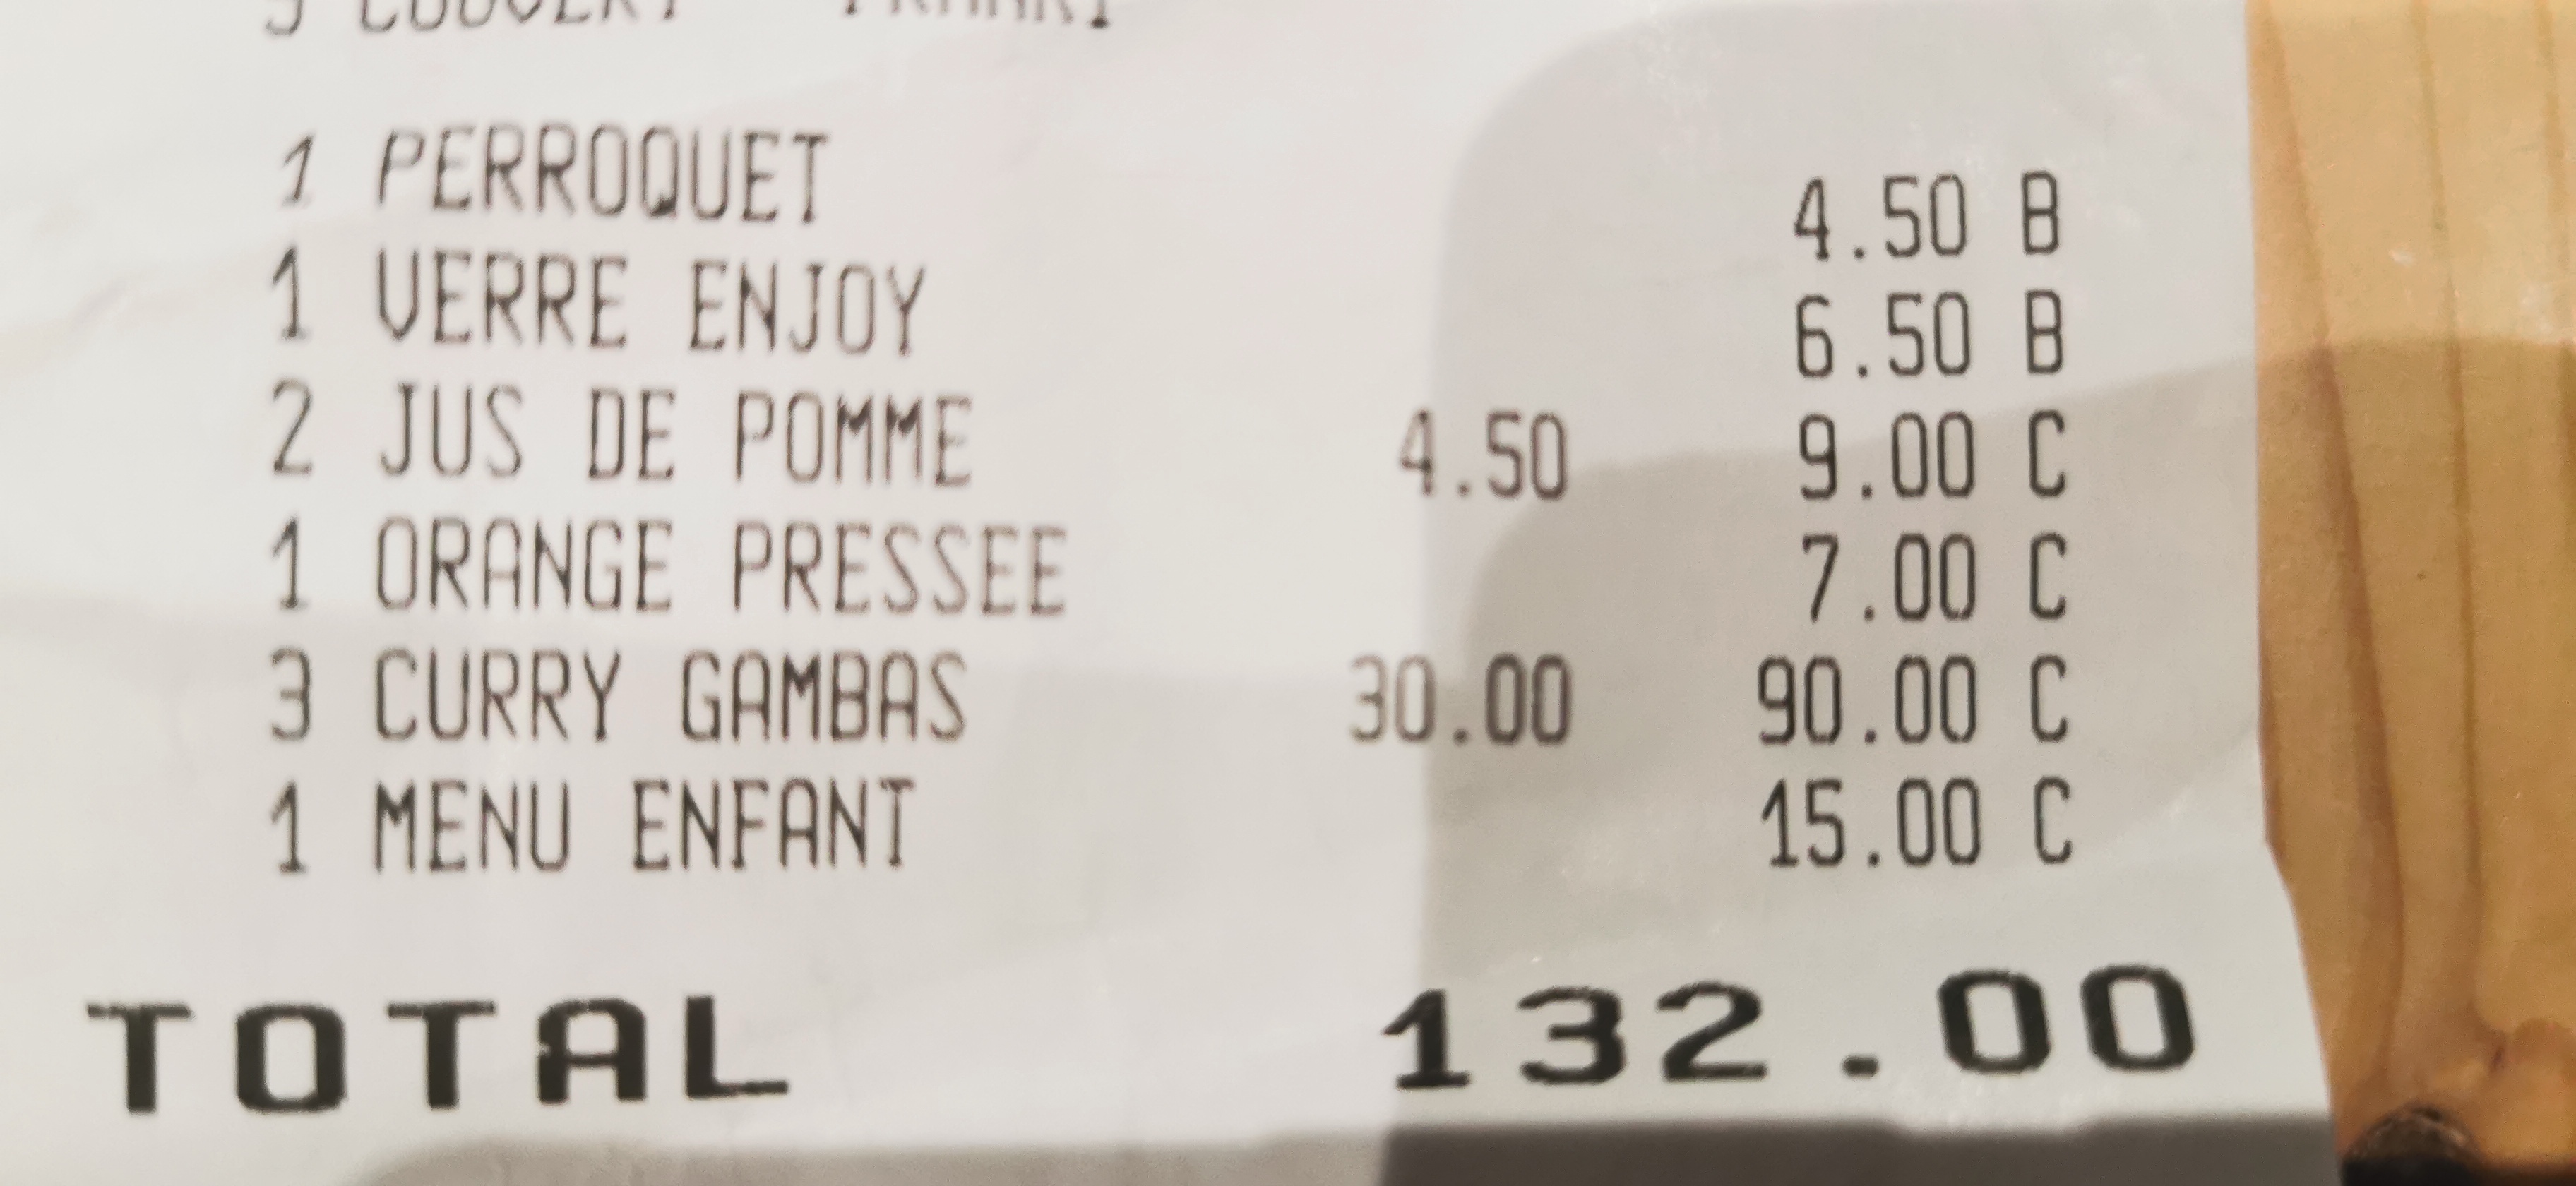 1 PERROQUET 4.50 B
1 VERRE ENJOY 6.50 B
2 JUS DE POMME 4.50 9.00 C
1 ORANGE PRESSEE 7.00 C
3 CURRY GAMBAS 30.00 90.00 C
1 MENU ENFANT 15.00 C
TOTAL 132.00